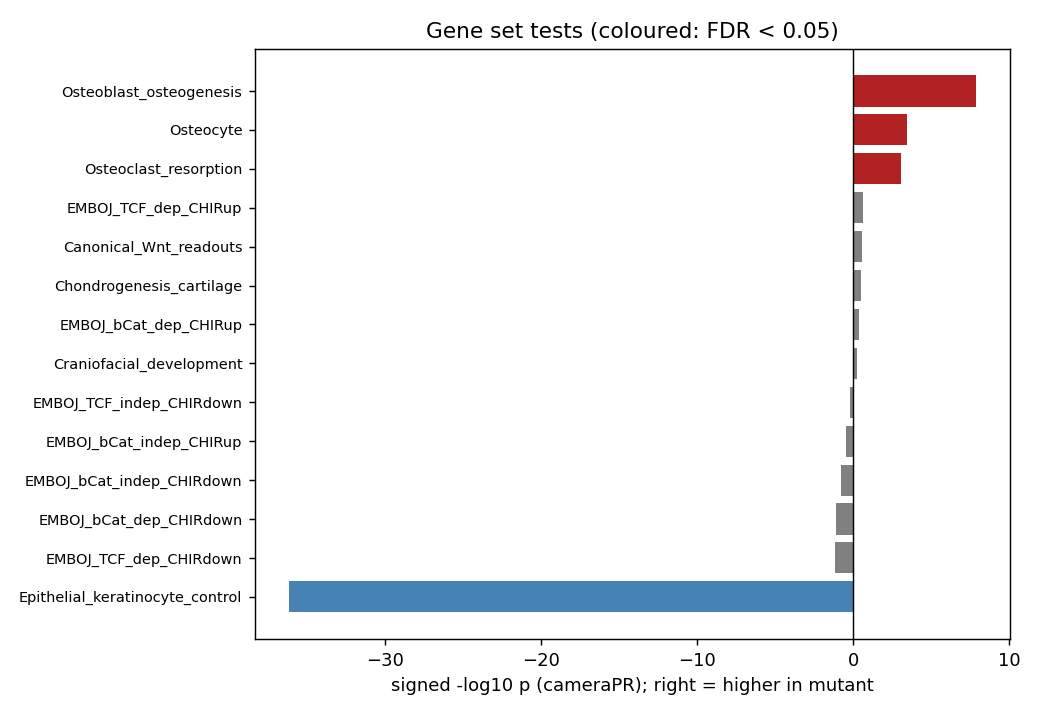 Gene set tests (coloured: FDR < 0.05)
Osteoblast_osteogenesis
Osteocyte
Osteoclast_resorption
EMBOJ_TCF_dep_CHIRup
Canonical_Wnt_readouts
Chondrogenesis_cartilage
EMBOJ_bCat_dep_CHIRup
Craniofacial_development
EMBOJ_TCF_indep_CHIRdown
EMBOJ_bCat_indep_CHIRup
EMBOJ_bCat_indep_CHIRdown
EMBOJ_bCat_dep_CHIRdown
EMBOJ_TCF_dep_CHIRdown
Epithelial_keratinocyte_control
−30 −20 −10 0 10
signed -log10 p (cameraPR); right = higher in mutant